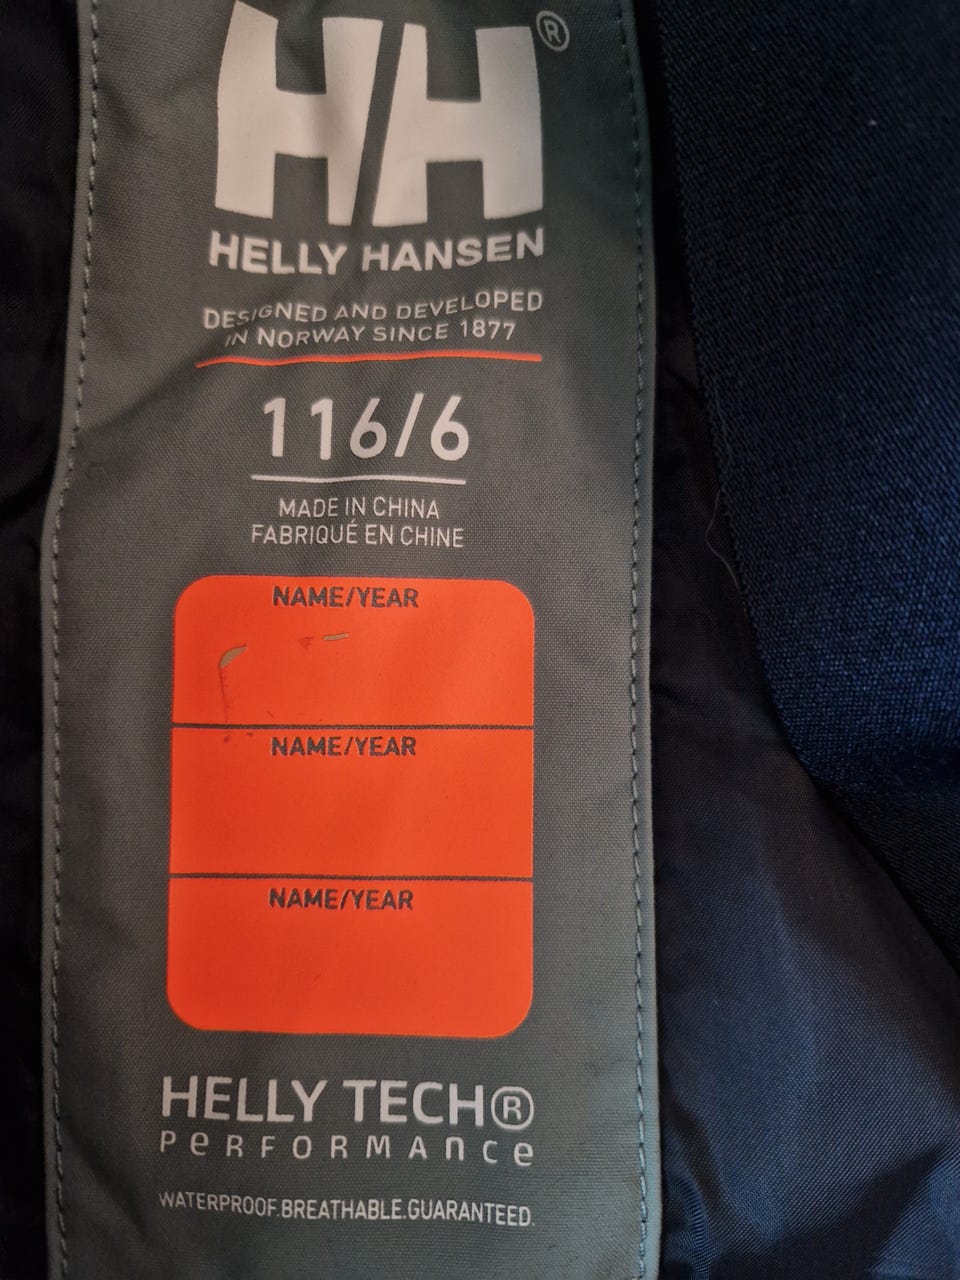 HH®
HELLY HANSEN
DESIGNED AND DEVELOPED
IN NORWAY SINCE 1877
116/6
MADE IN CHINA
FABRIQUÉ EN CHINE
NAME/YEAR
NAME/YEAR
NAME/YEAR
HELLY TECH®
PeRFORMAnce
WATERPROOF.BREATHABLE.GUARANTEED.